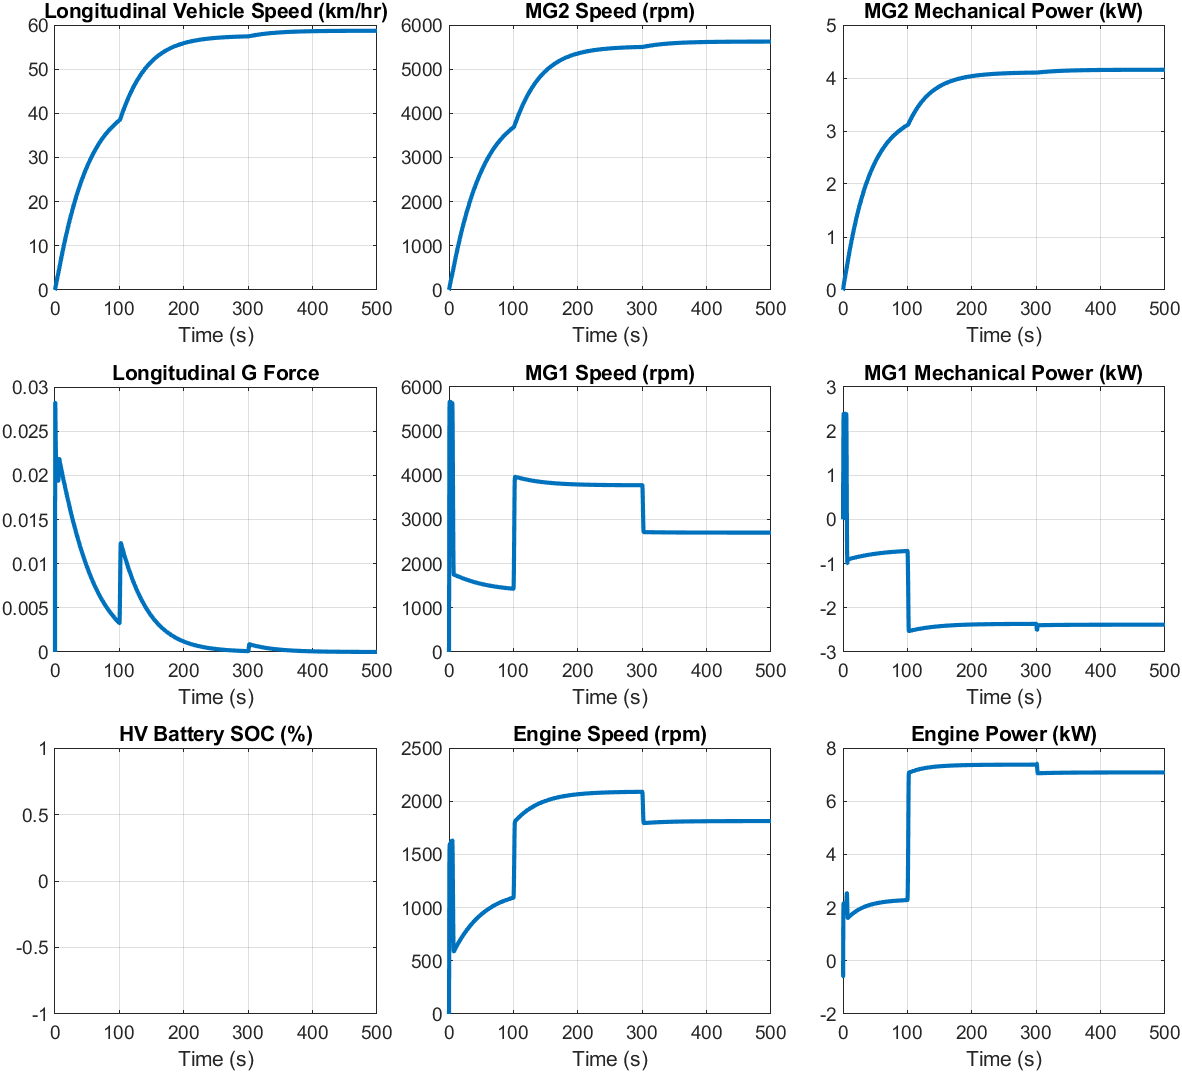 Longitudinal Vehicle Speed (km/hr)
60
50
40
30
20
10
0
0 100 200 300 400 500
Time (s)
MG2 Speed (rpm)
6000
5000
4000
3000
2000
1000
0
0 100 200 300 400 500
Time (s)
MG2 Mechanical Power (kW)
5
4
3
2
1
0
0 100 200 300 400 500
Time (s)
Longitudinal G Force
0.03
0.025
0.02
0.015
0.01
0.005
0
0 100 200 300 400 500
Time (s)
MG1 Speed (rpm)
6000
5000
4000
3000
2000
1000
0
0 100 200 300 400 500
Time (s)
MG1 Mechanical Power (kW)
3
2
1
0
-1
-2
-3
0 100 200 300 400 500
Time (s)
HV Battery SOC (%)
1
0.5
0
-0.5
-1
0 100 200 300 400 500
Time (s)
Engine Speed (rpm)
2500
2000
1500
1000
500
0
0 100 200 300 400 500
Time (s)
Engine Power (kW)
8
6
4
2
0
-2
0 100 200 300 400 500
Time (s)